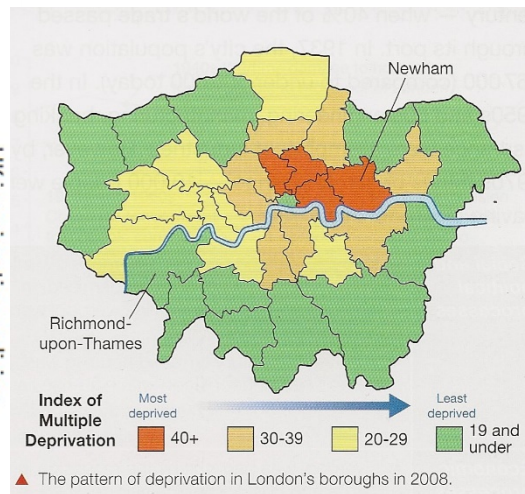 Newham
Richmond-
upon-Thames
Index of
Multiple
Deprivation
Most
deprived
Least
deprived
40+
30-39
20-29
19 and
under
▲ The pattern of deprivation in London's boroughs in 2008.